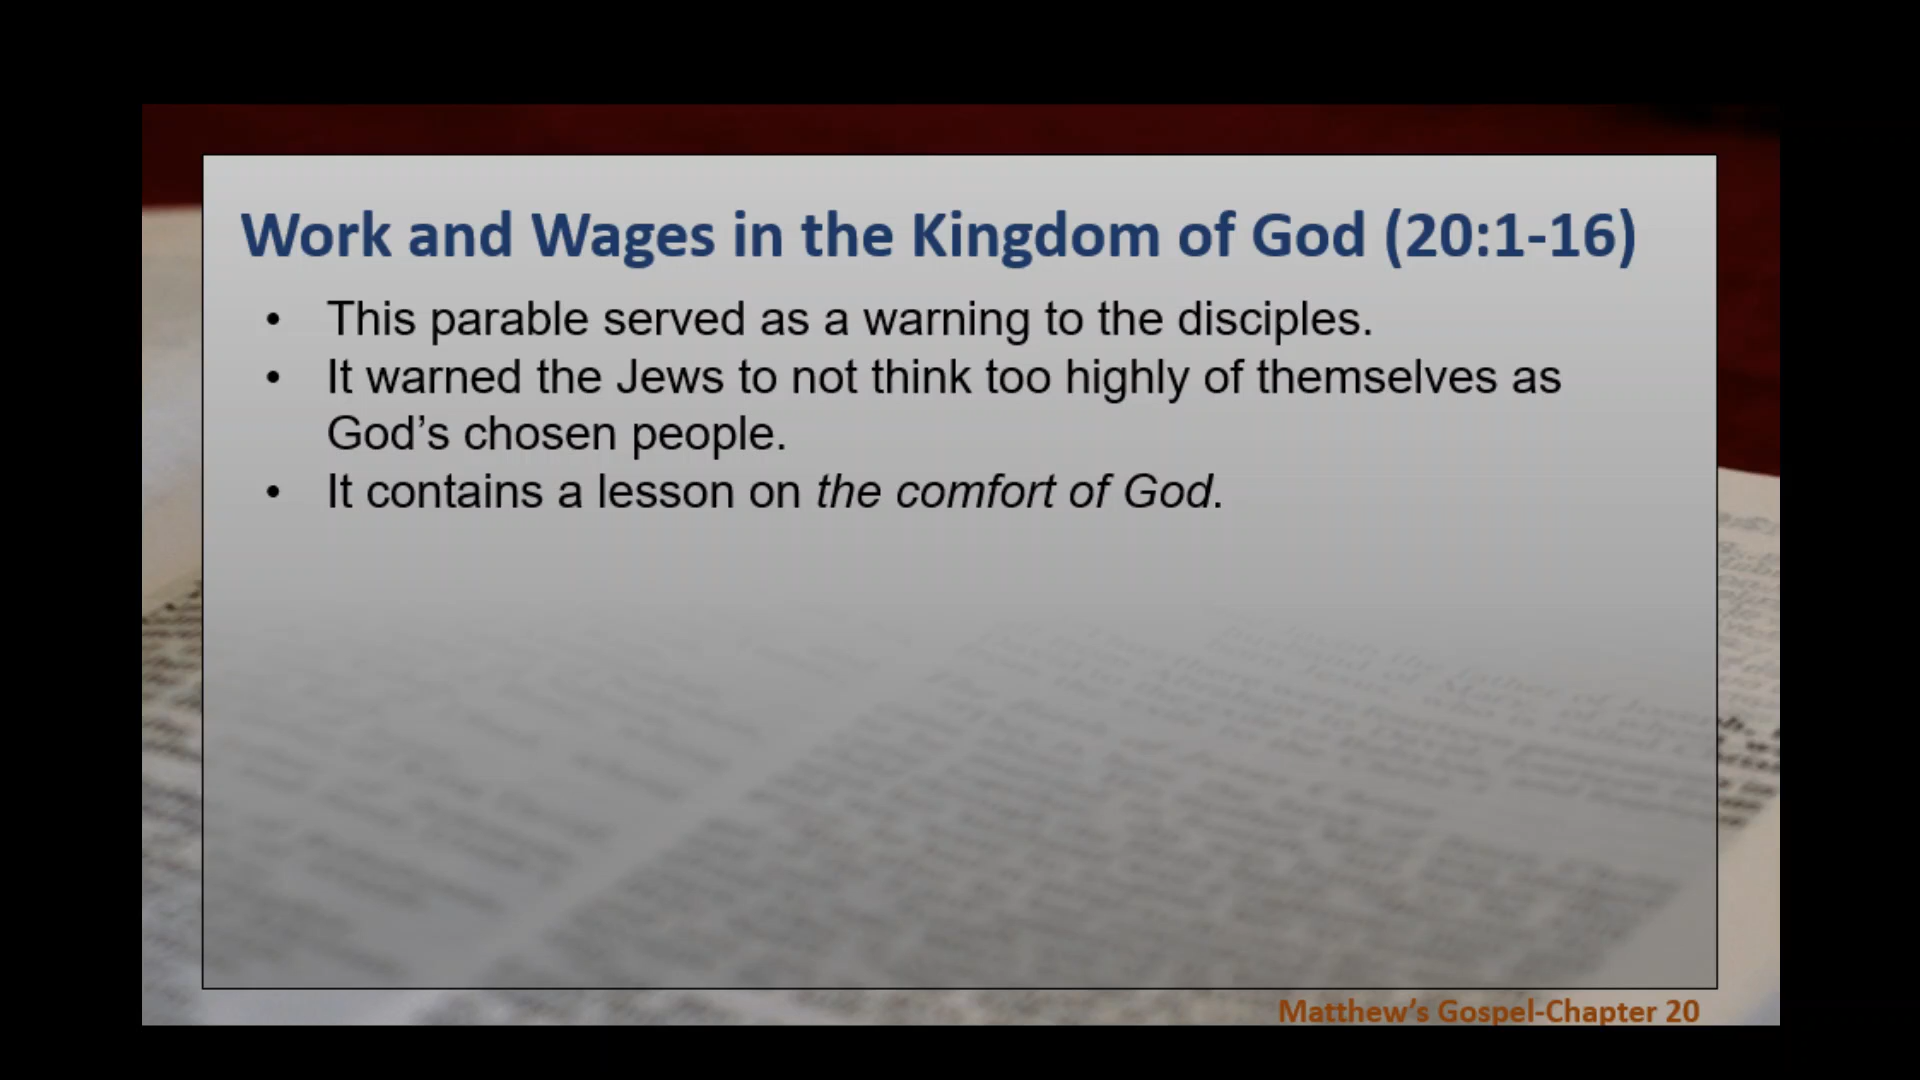 Work and Wages in the Kingdom of God (20:1-16)
• This parable served as a warning to the disciples.
• It warned the Jews to not think too highly of themselves as
God’s chosen people.
• It contains a lesson on the comfort of God.
Matthew’s Gospel-Chapter 20